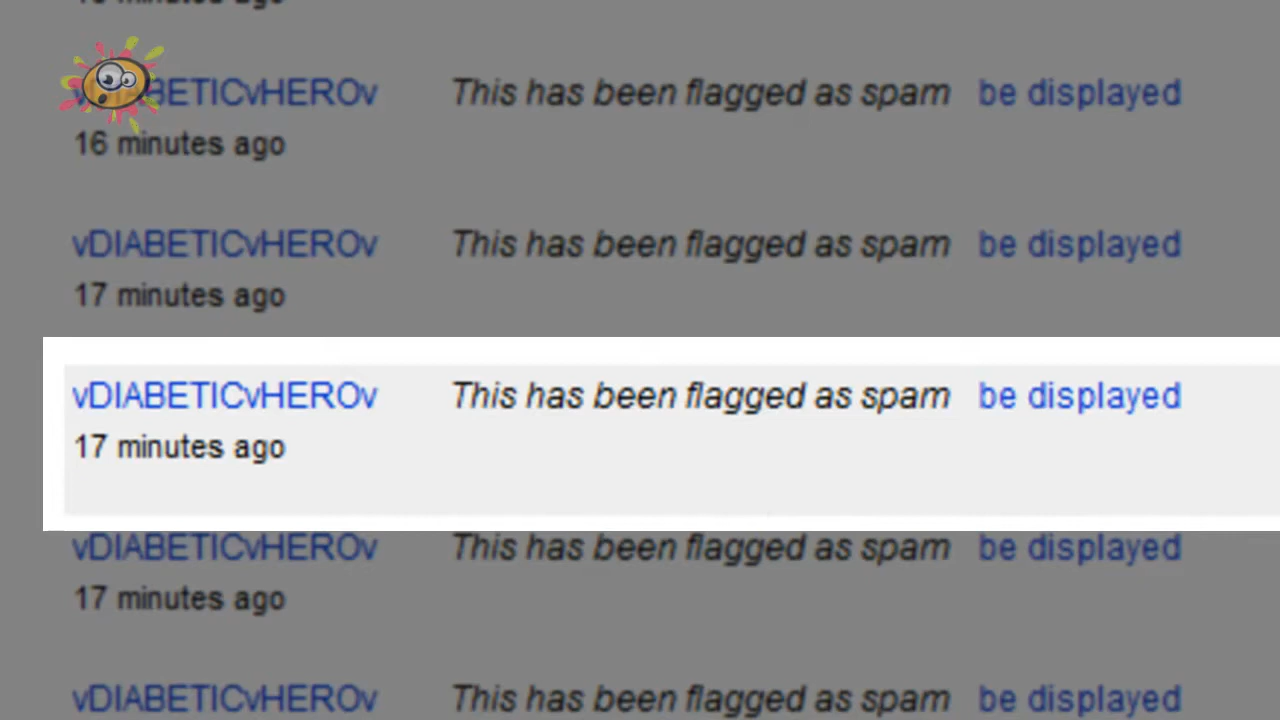 vDIABETICvHEROv This has been flagged as spam be displayed
16 minutes ago
vDIABETICvHEROv This has been flagged as spam be displayed
17 minutes ago
vDIABETICvHEROv This has been flagged as spam be displayed
17 minutes ago
vDIABETICvHEROv This has been flagged as spam be displayed
17 minutes ago
vDIABETICvHEROv This has been flagged as spam be displayed